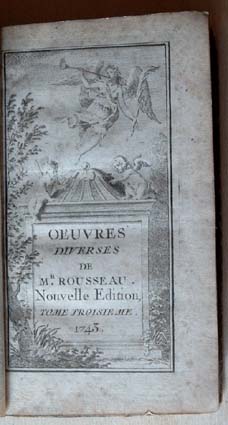 OEUVRES
DIVERSES
DE
MR. ROUSSEAU.
Nouvelle Edition,
TOME TROISIEME.
1743.